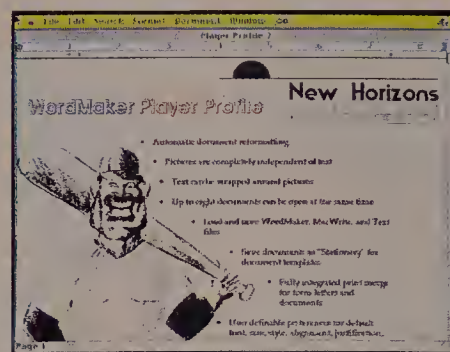 File Edit Search Format Document Window
Player Profile 2
New Horizons
WordMaker Player Profile
• Automatic document reformatting
• Pictures are completely independent of text
• Text can be wrapped around pictures
• Up to eight documents can be open at the same time
• Load and save WordMaker, MacWrite, and Text
files
• Save documents as "Stationery" for
document templates
• Fully integrated print merge
for form letters and
documents
• User definable preferences for default
font, size, style, alignment, justification,
Page 1